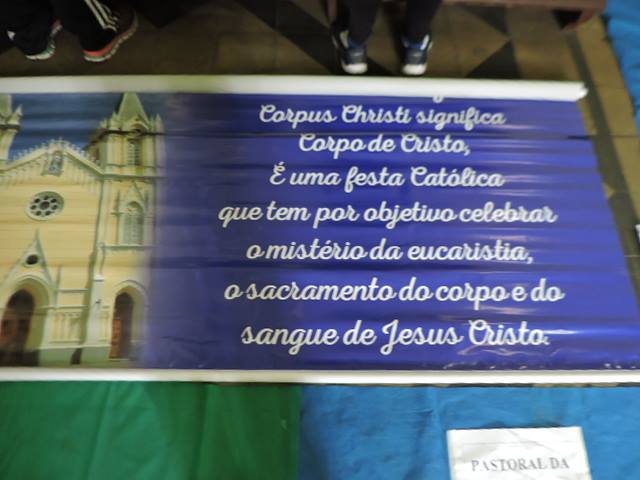 Corpus Christi significa
Corpo de Cristo,
É uma festa Católica
que tem por objetivo celebrar
o mistério da eucaristia,
o sacramento do corpo e do
sangue de Jesus Cristo.
PASTORAL DA